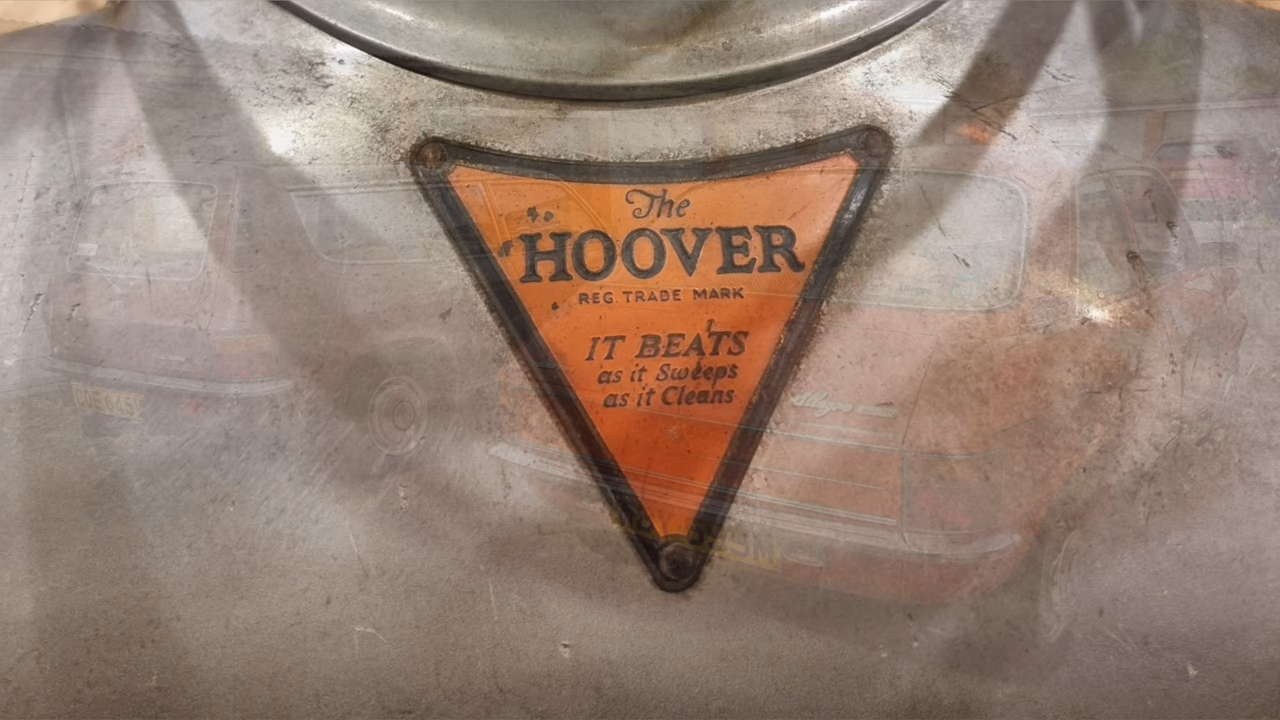 The
HOOVER
REG. TRADE MARK
IT BEATS
as it Sweeps
as it Cleans